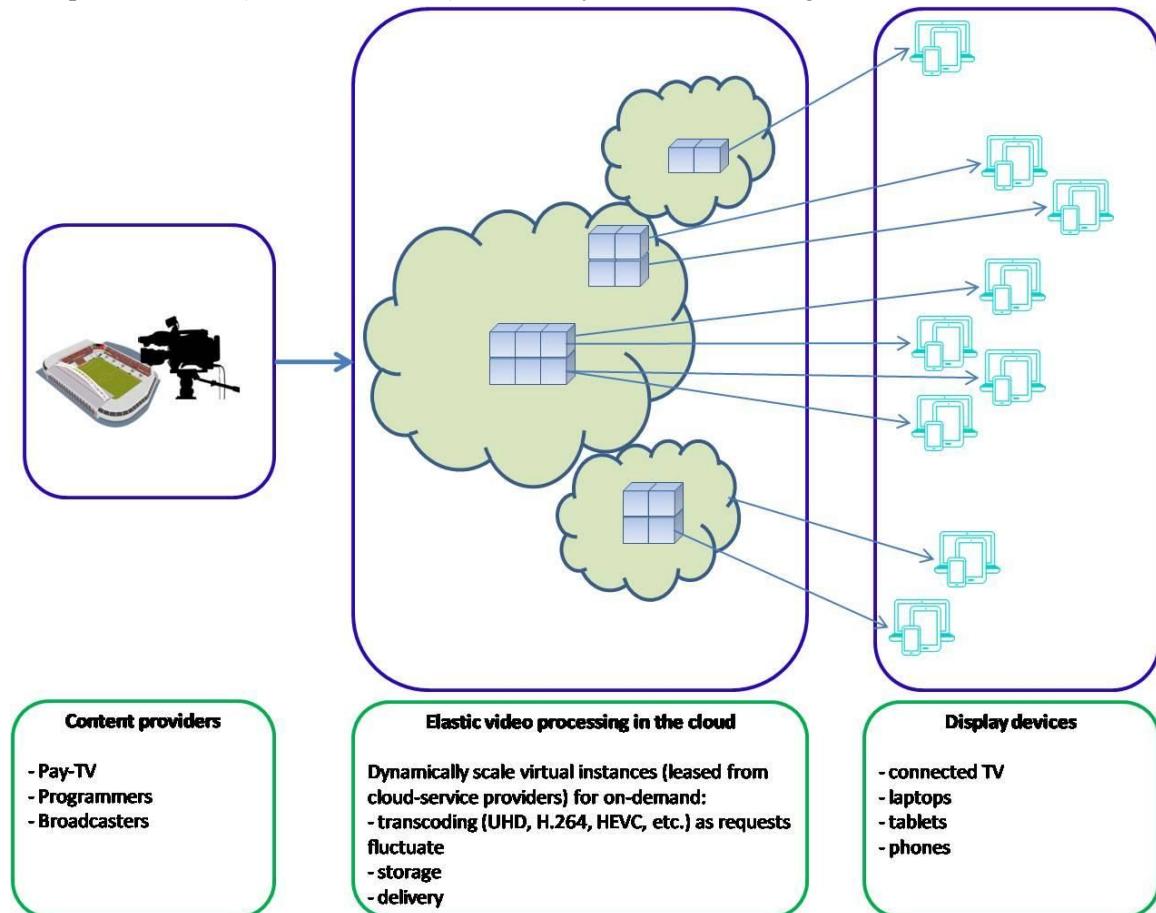 Content providers
- Pay-TV
- Programmers
- Broadcasters
Elastic video processing in the cloud
Dynamically scale virtual instances (leased from
cloud-service providers) for on-demand:
- transcoding (UHD, H.264, HEVC, etc.) as requests
fluctuate
- storage
- delivery
Display devices
- connected TV
- laptops
- tablets
- phones